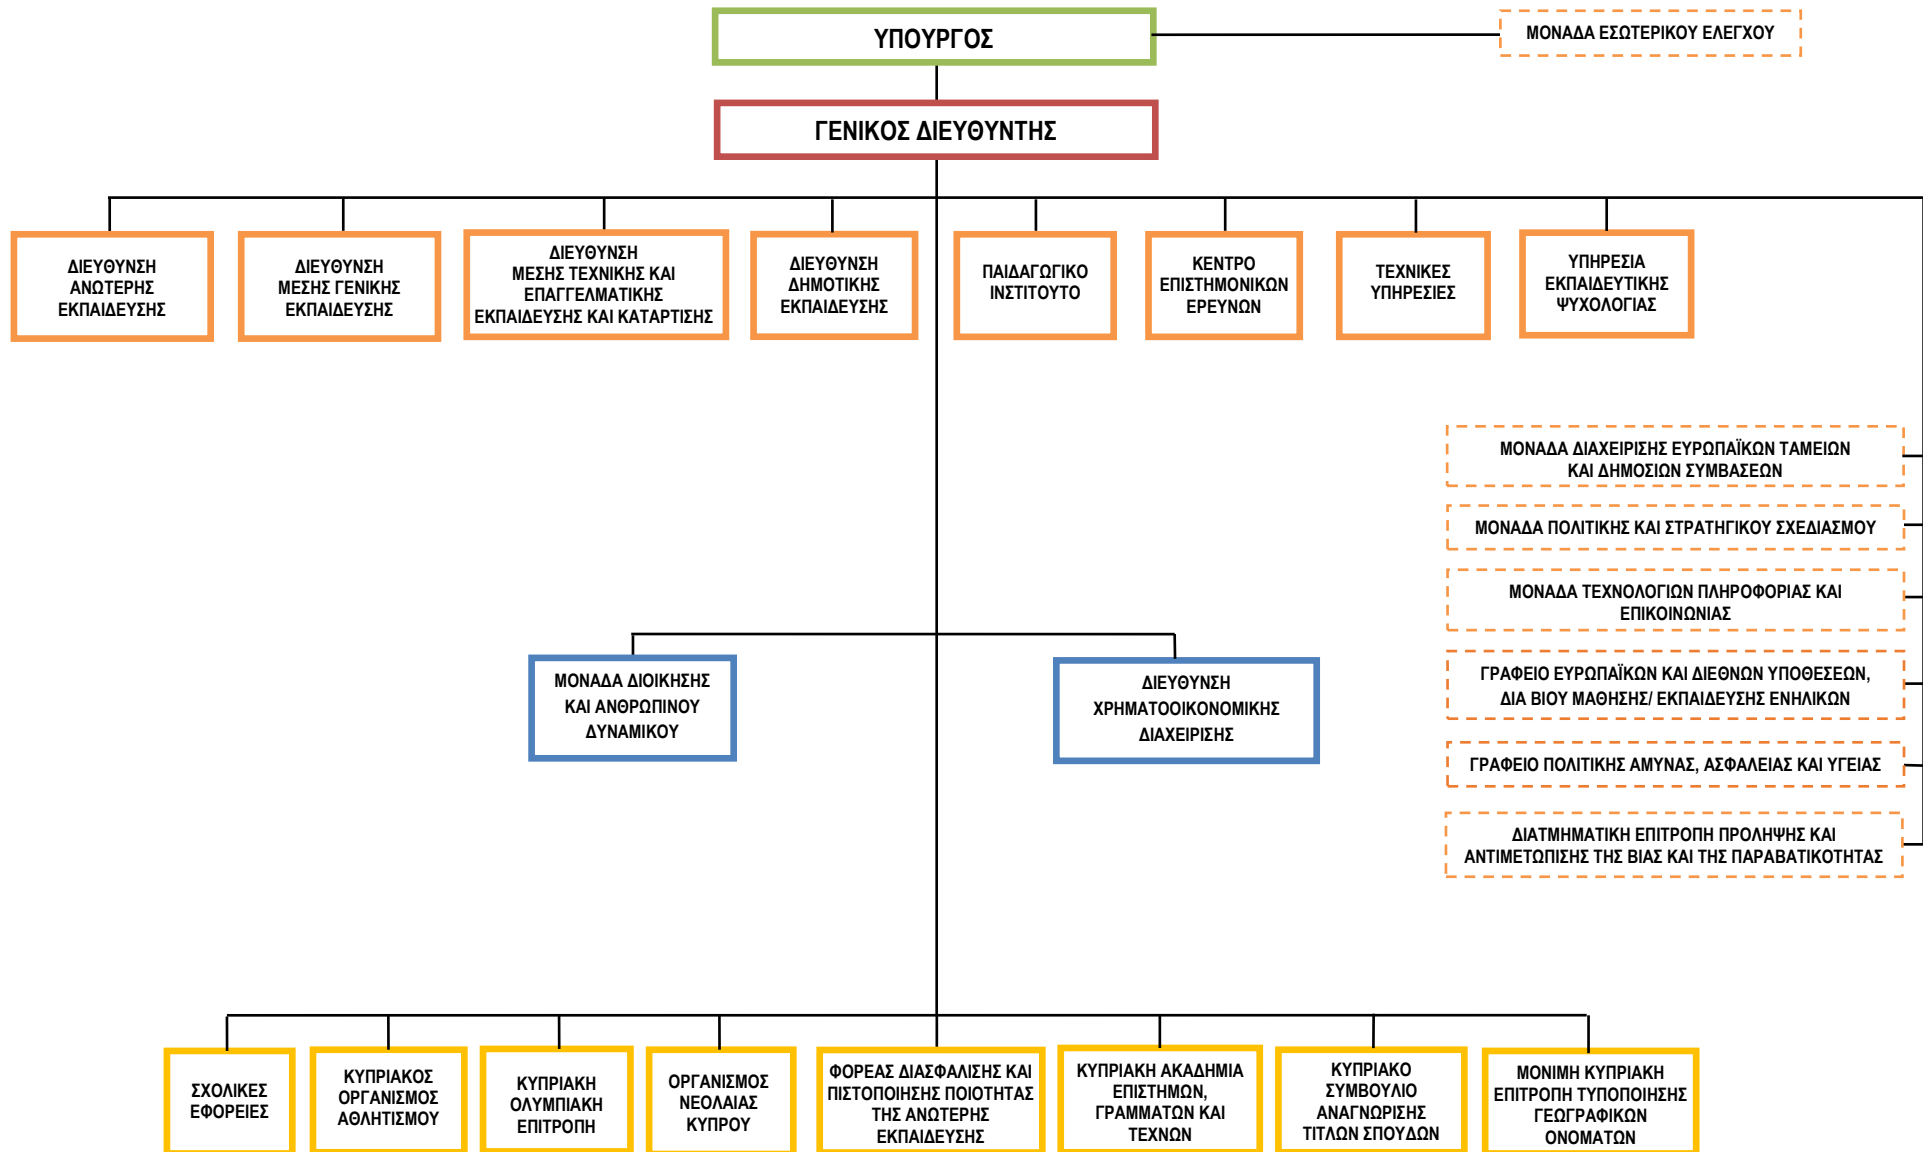 ΥΠΟΥΡΓΟΣ
ΜΟΝΑΔΑ ΕΣΩΤΕΡΙΚΟΥ ΕΛΕΓΧΟΥ
ΓΕΝΙΚΟΣ ΔΙΕΥΘΥΝΤΗΣ
ΔΙΕΥΘΥΝΣΗ
ΑΝΩΤΕΡΗΣ
ΕΚΠΑΙΔΕΥΣΗΣ
ΔΙΕΥΘΥΝΣΗ
ΜΕΣΗΣ ΓΕΝΙΚΗΣ
ΕΚΠΑΙΔΕΥΣΗΣ
ΔΙΕΥΘΥΝΣΗ
ΜΕΣΗΣ ΤΕΧΝΙΚΗΣ ΚΑΙ
ΕΠΑΓΓΕΛΜΑΤΙΚΗΣ
ΕΚΠΑΙΔΕΥΣΗΣ ΚΑΙ ΚΑΤΑΡΤΙΣΗΣ
ΔΙΕΥΘΥΝΣΗ
ΔΗΜΟΤΙΚΗΣ
ΕΚΠΑΙΔΕΥΣΗΣ
ΠΑΙΔΑΓΩΓΙΚΟ
ΙΝΣΤΙΤΟΥΤΟ
ΚΕΝΤΡΟ
ΕΠΙΣΤΗΜΟΝΙΚΩΝ
ΕΡΕΥΝΩΝ
ΤΕΧΝΙΚΕΣ
ΥΠΗΡΕΣΙΕΣ
ΥΠΗΡΕΣΙΑ
ΕΚΠΑΙΔΕΥΤΙΚΗΣ
ΨΥΧΟΛΟΓΙΑΣ
ΜΟΝΑΔΑ ΔΙΑΧΕΙΡΙΣΗΣ ΕΥΡΩΠΑΪΚΩΝ ΤΑΜΕΙΩΝ
ΚΑΙ ΔΗΜΟΣΙΩΝ ΣΥΜΒΑΣΕΩΝ
ΜΟΝΑΔΑ ΠΟΛΙΤΙΚΗΣ ΚΑΙ ΣΤΡΑΤΗΓΙΚΟΥ ΣΧΕΔΙΑΣΜΟΥ
ΜΟΝΑΔΑ ΤΕΧΝΟΛΟΓΙΩΝ ΠΛΗΡΟΦΟΡΙΑΣ ΚΑΙ
ΕΠΙΚΟΙΝΩΝΙΑΣ
ΓΡΑΦΕΙΟ ΕΥΡΩΠΑΪΚΩΝ ΚΑΙ ΔΙΕΘΝΩΝ ΥΠΟΘΕΣΕΩΝ,
ΔΙΑ ΒΙΟΥ ΜΑΘΗΣΗΣ/ ΕΚΠΑΙΔΕΥΣΗΣ ΕΝΗΛΙΚΩΝ
ΓΡΑΦΕΙΟ ΠΟΛΙΤΙΚΗΣ ΑΜΥΝΑΣ, ΑΣΦΑΛΕΙΑΣ ΚΑΙ ΥΓΕΙΑΣ
ΔΙΑΤΜΗΜΑΤΙΚΗ ΕΠΙΤΡΟΠΗ ΠΡΟΛΗΨΗΣ ΚΑΙ
ΑΝΤΙΜΕΤΩΠΙΣΗΣ ΤΗΣ ΒΙΑΣ ΚΑΙ ΤΗΣ ΠΑΡΑΒΑΤΙΚΟΤΗΤΑΣ
ΜΟΝΑΔΑ ΔΙΟΙΚΗΣΗΣ
ΚΑΙ ΑΝΘΡΩΠΙΝΟΥ
ΔΥΝΑΜΙΚΟΥ
ΔΙΕΥΘΥΝΣΗ
ΧΡΗΜΑΤΟΟΙΚΟΝΟΜΙΚΗΣ
ΔΙΑΧΕΙΡΙΣΗΣ
ΣΧΟΛΙΚΕΣ
ΕΦΟΡΕΙΕΣ
ΚΥΠΡΙΑΚΟΣ
ΟΡΓΑΝΙΣΜΟΣ
ΑΘΛΗΤΙΣΜΟΥ
ΚΥΠΡΙΑΚΗ
ΟΛΥΜΠΙΑΚΗ
ΕΠΙΤΡΟΠΗ
ΟΡΓΑΝΙΣΜΟΣ
ΝΕΟΛΑΙΑΣ
ΚΥΠΡΟΥ
ΦΟΡΕΑΣ ΔΙΑΣΦΑΛΙΣΗΣ ΚΑΙ
ΠΙΣΤΟΠΟΙΗΣΗΣ ΠΟΙΟΤΗΤΑΣ
ΤΗΣ ΑΝΩΤΕΡΗΣ
ΕΚΠΑΙΔΕΥΣΗΣ
ΚΥΠΡΙΑΚΗ ΑΚΑΔΗΜΙΑ
ΕΠΙΣΤΗΜΩΝ,
ΓΡΑΜΜΑΤΩΝ ΚΑΙ
ΤΕΧΝΩΝ
ΚΥΠΡΙΑΚΟ
ΣΥΜΒΟΥΛΙΟ
ΑΝΑΓΝΩΡΙΣΗΣ
ΤΙΤΛΩΝ ΣΠΟΥΔΩΝ
ΜΟΝΙΜΗ ΚΥΠΡΙΑΚΗ
ΕΠΙΤΡΟΠΗ ΤΥΠΟΠΟΙΗΣΗΣ
ΓΕΩΓΡΑΦΙΚΩΝ
ΟΝΟΜΑΤΩΝ